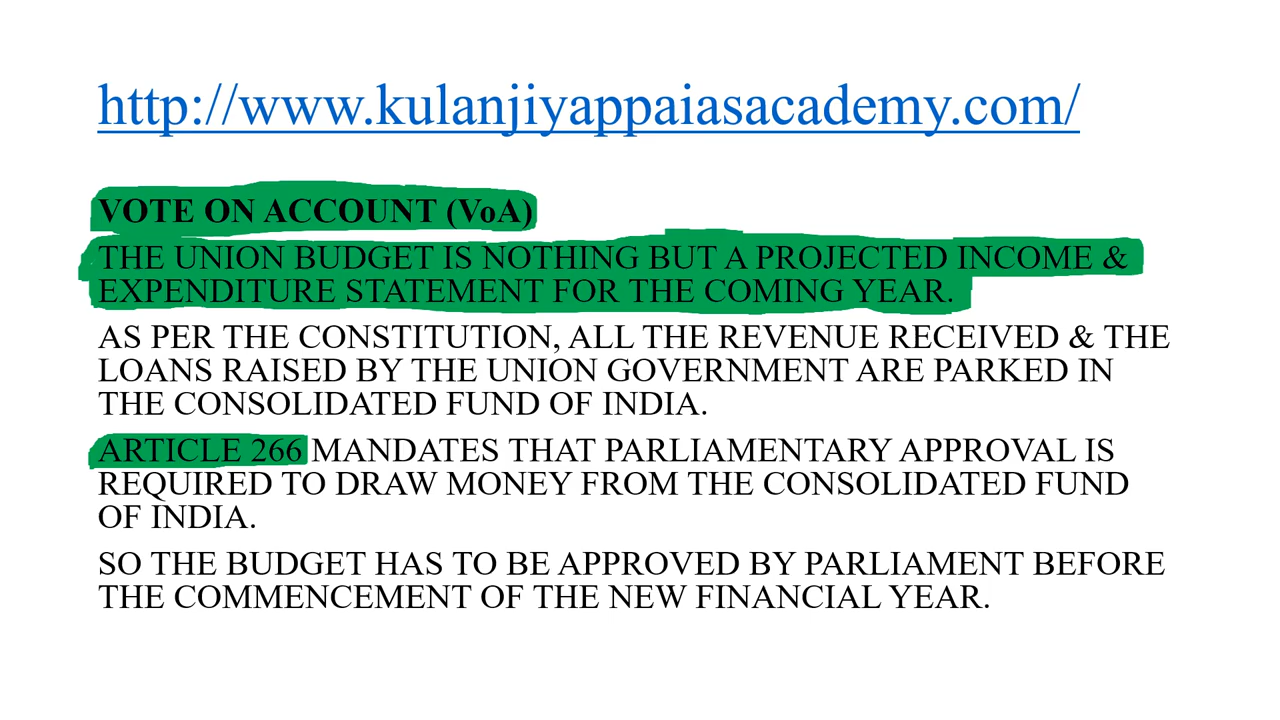 http://www.kulanjiyappaiasacademy.com/
VOTE ON ACCOUNT (VoA)
THE UNION BUDGET IS NOTHING BUT A PROJECTED INCOME &
EXPENDITURE STATEMENT FOR THE COMING YEAR.
AS PER THE CONSTITUTION, ALL THE REVENUE RECEIVED & THE
LOANS RAISED BY THE UNION GOVERNMENT ARE PARKED IN
THE CONSOLIDATED FUND OF INDIA.
ARTICLE 266 MANDATES THAT PARLIAMENTARY APPROVAL IS
REQUIRED TO DRAW MONEY FROM THE CONSOLIDATED FUND
OF INDIA.
SO THE BUDGET HAS TO BE APPROVED BY PARLIAMENT BEFORE
THE COMMENCEMENT OF THE NEW FINANCIAL YEAR.